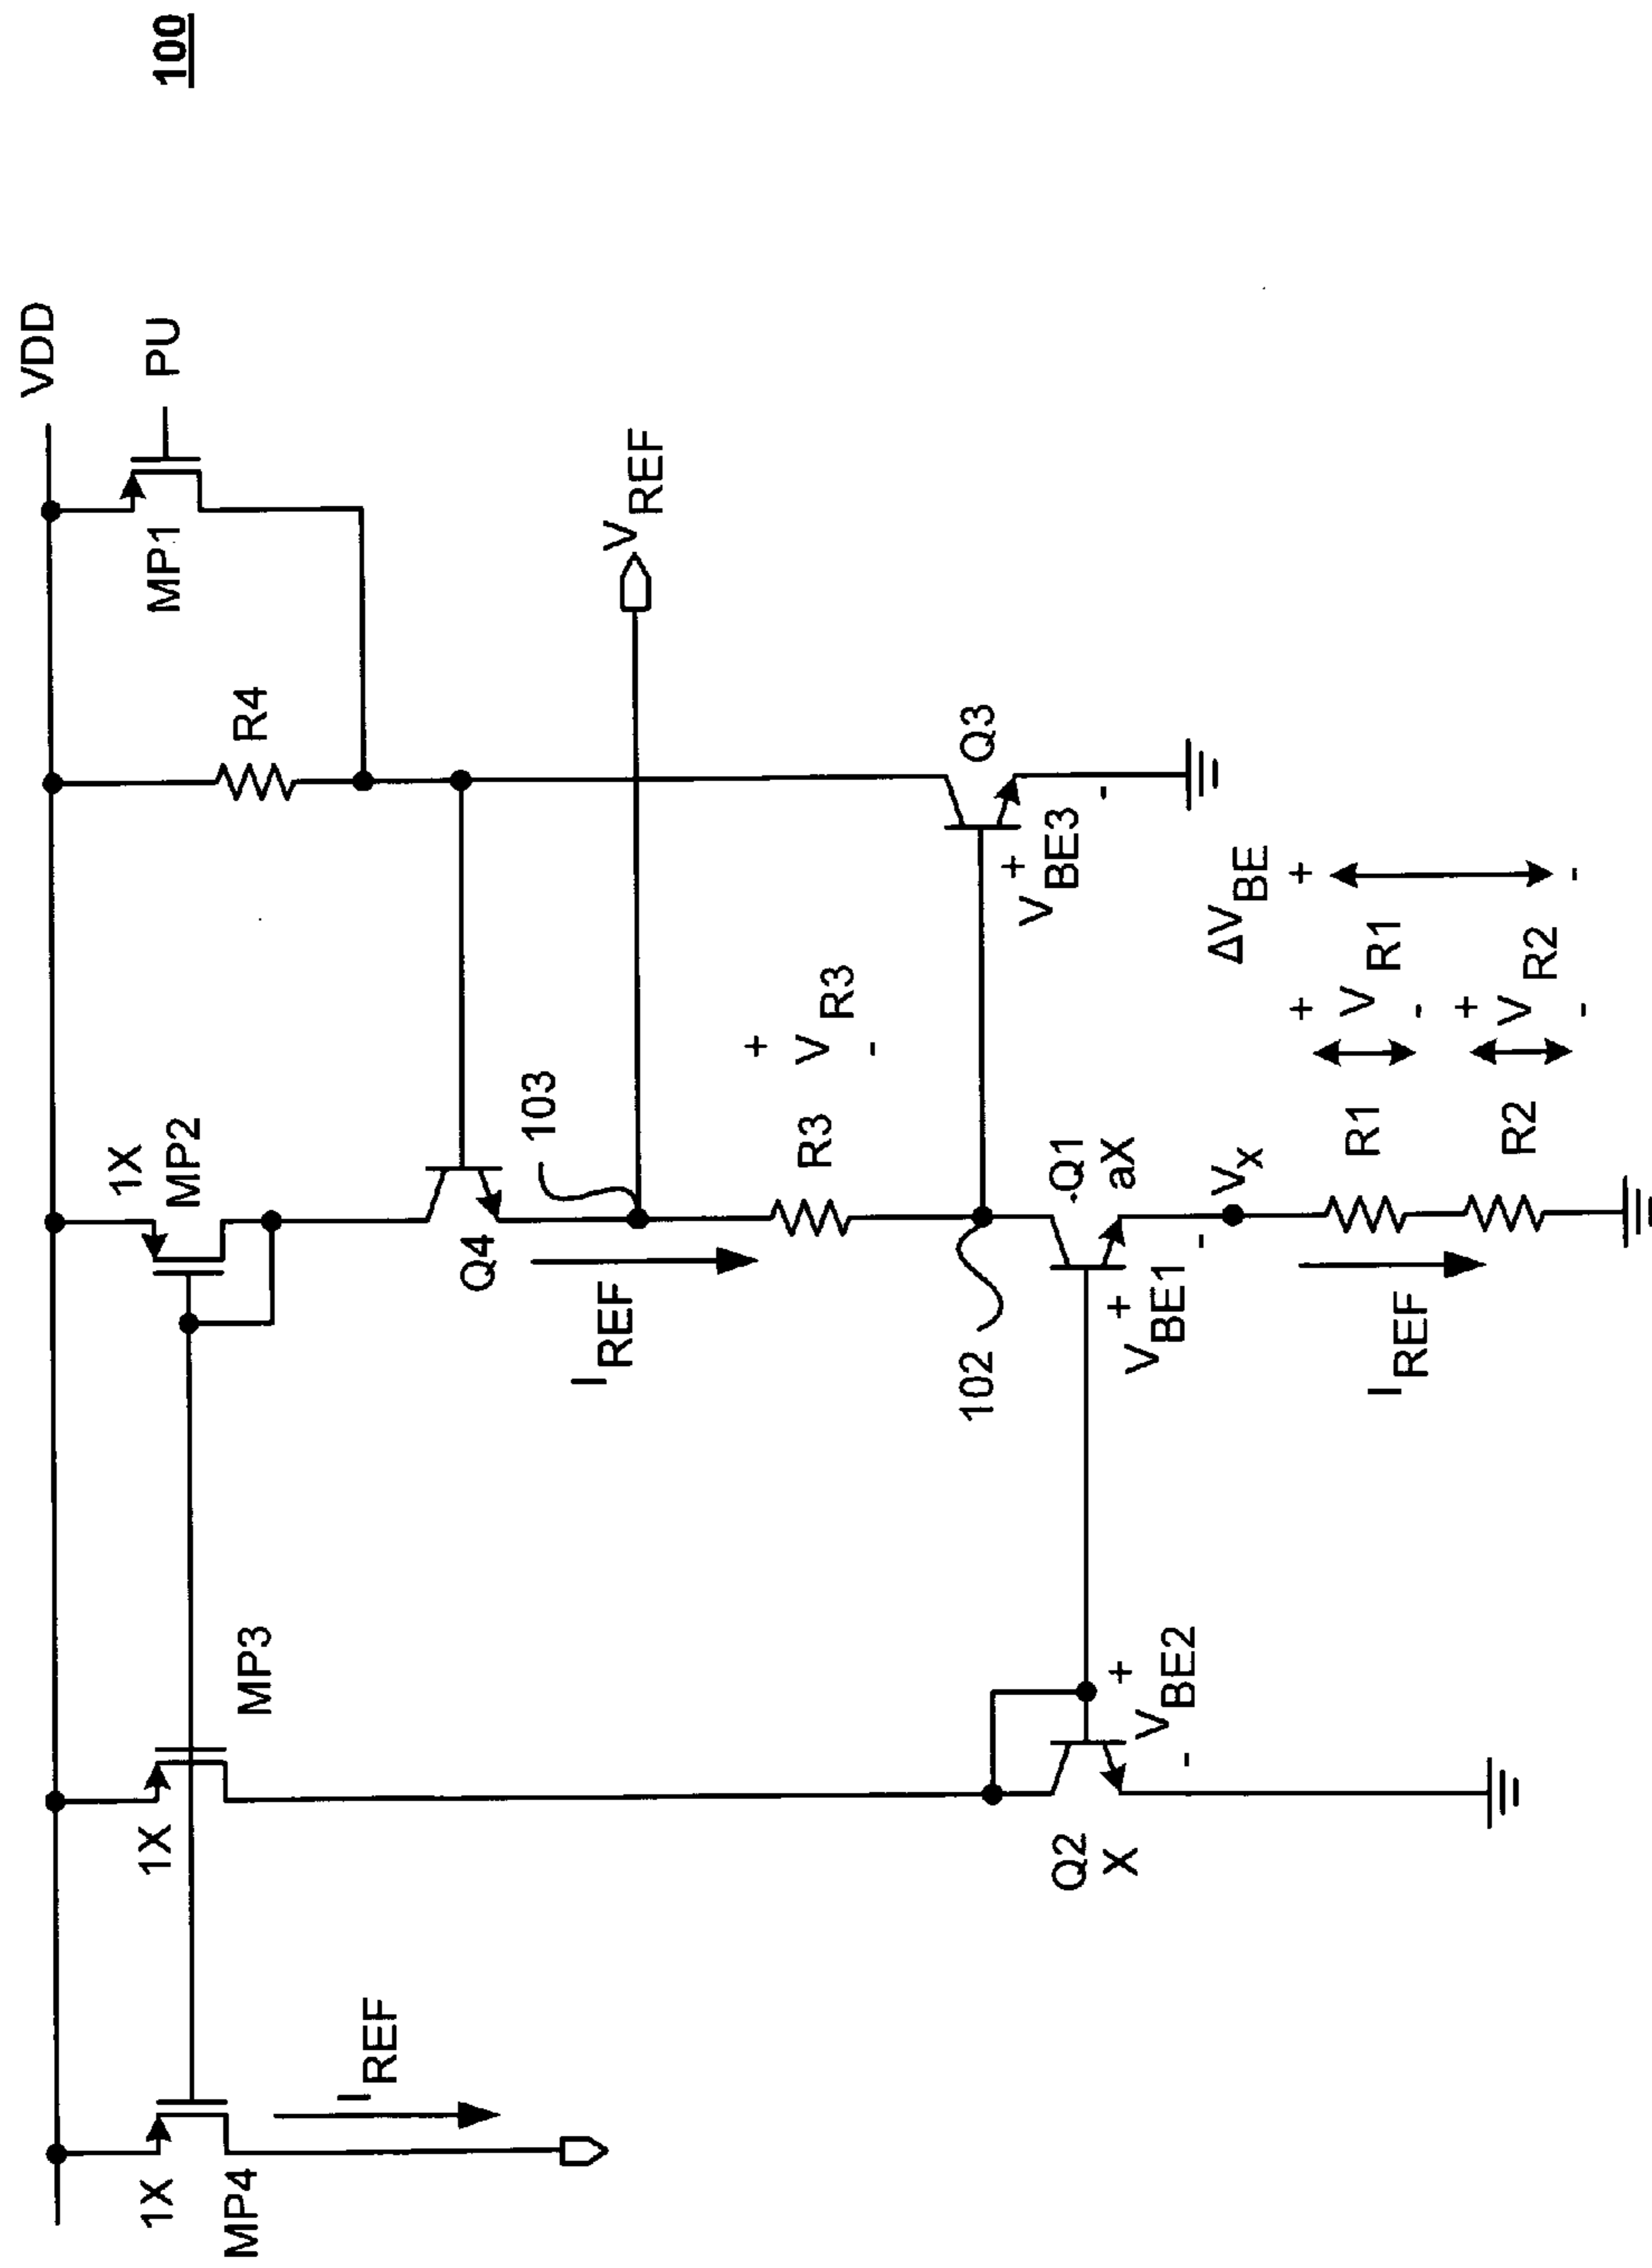 100
VDD
PU
MP1
R4
1X
MP2
MP3
1X
1X
MP4
IREF
VREF
103
Q4
IREF
+
VR3
-
R3
102
Q3
+
VBE3
-
Q1
aX
+
VBE1
-
VX
Q2
X
+
VBE2
-
IREF
R1
R2
+
VR1
-
+
VR2
-
ΔVBE
+
-